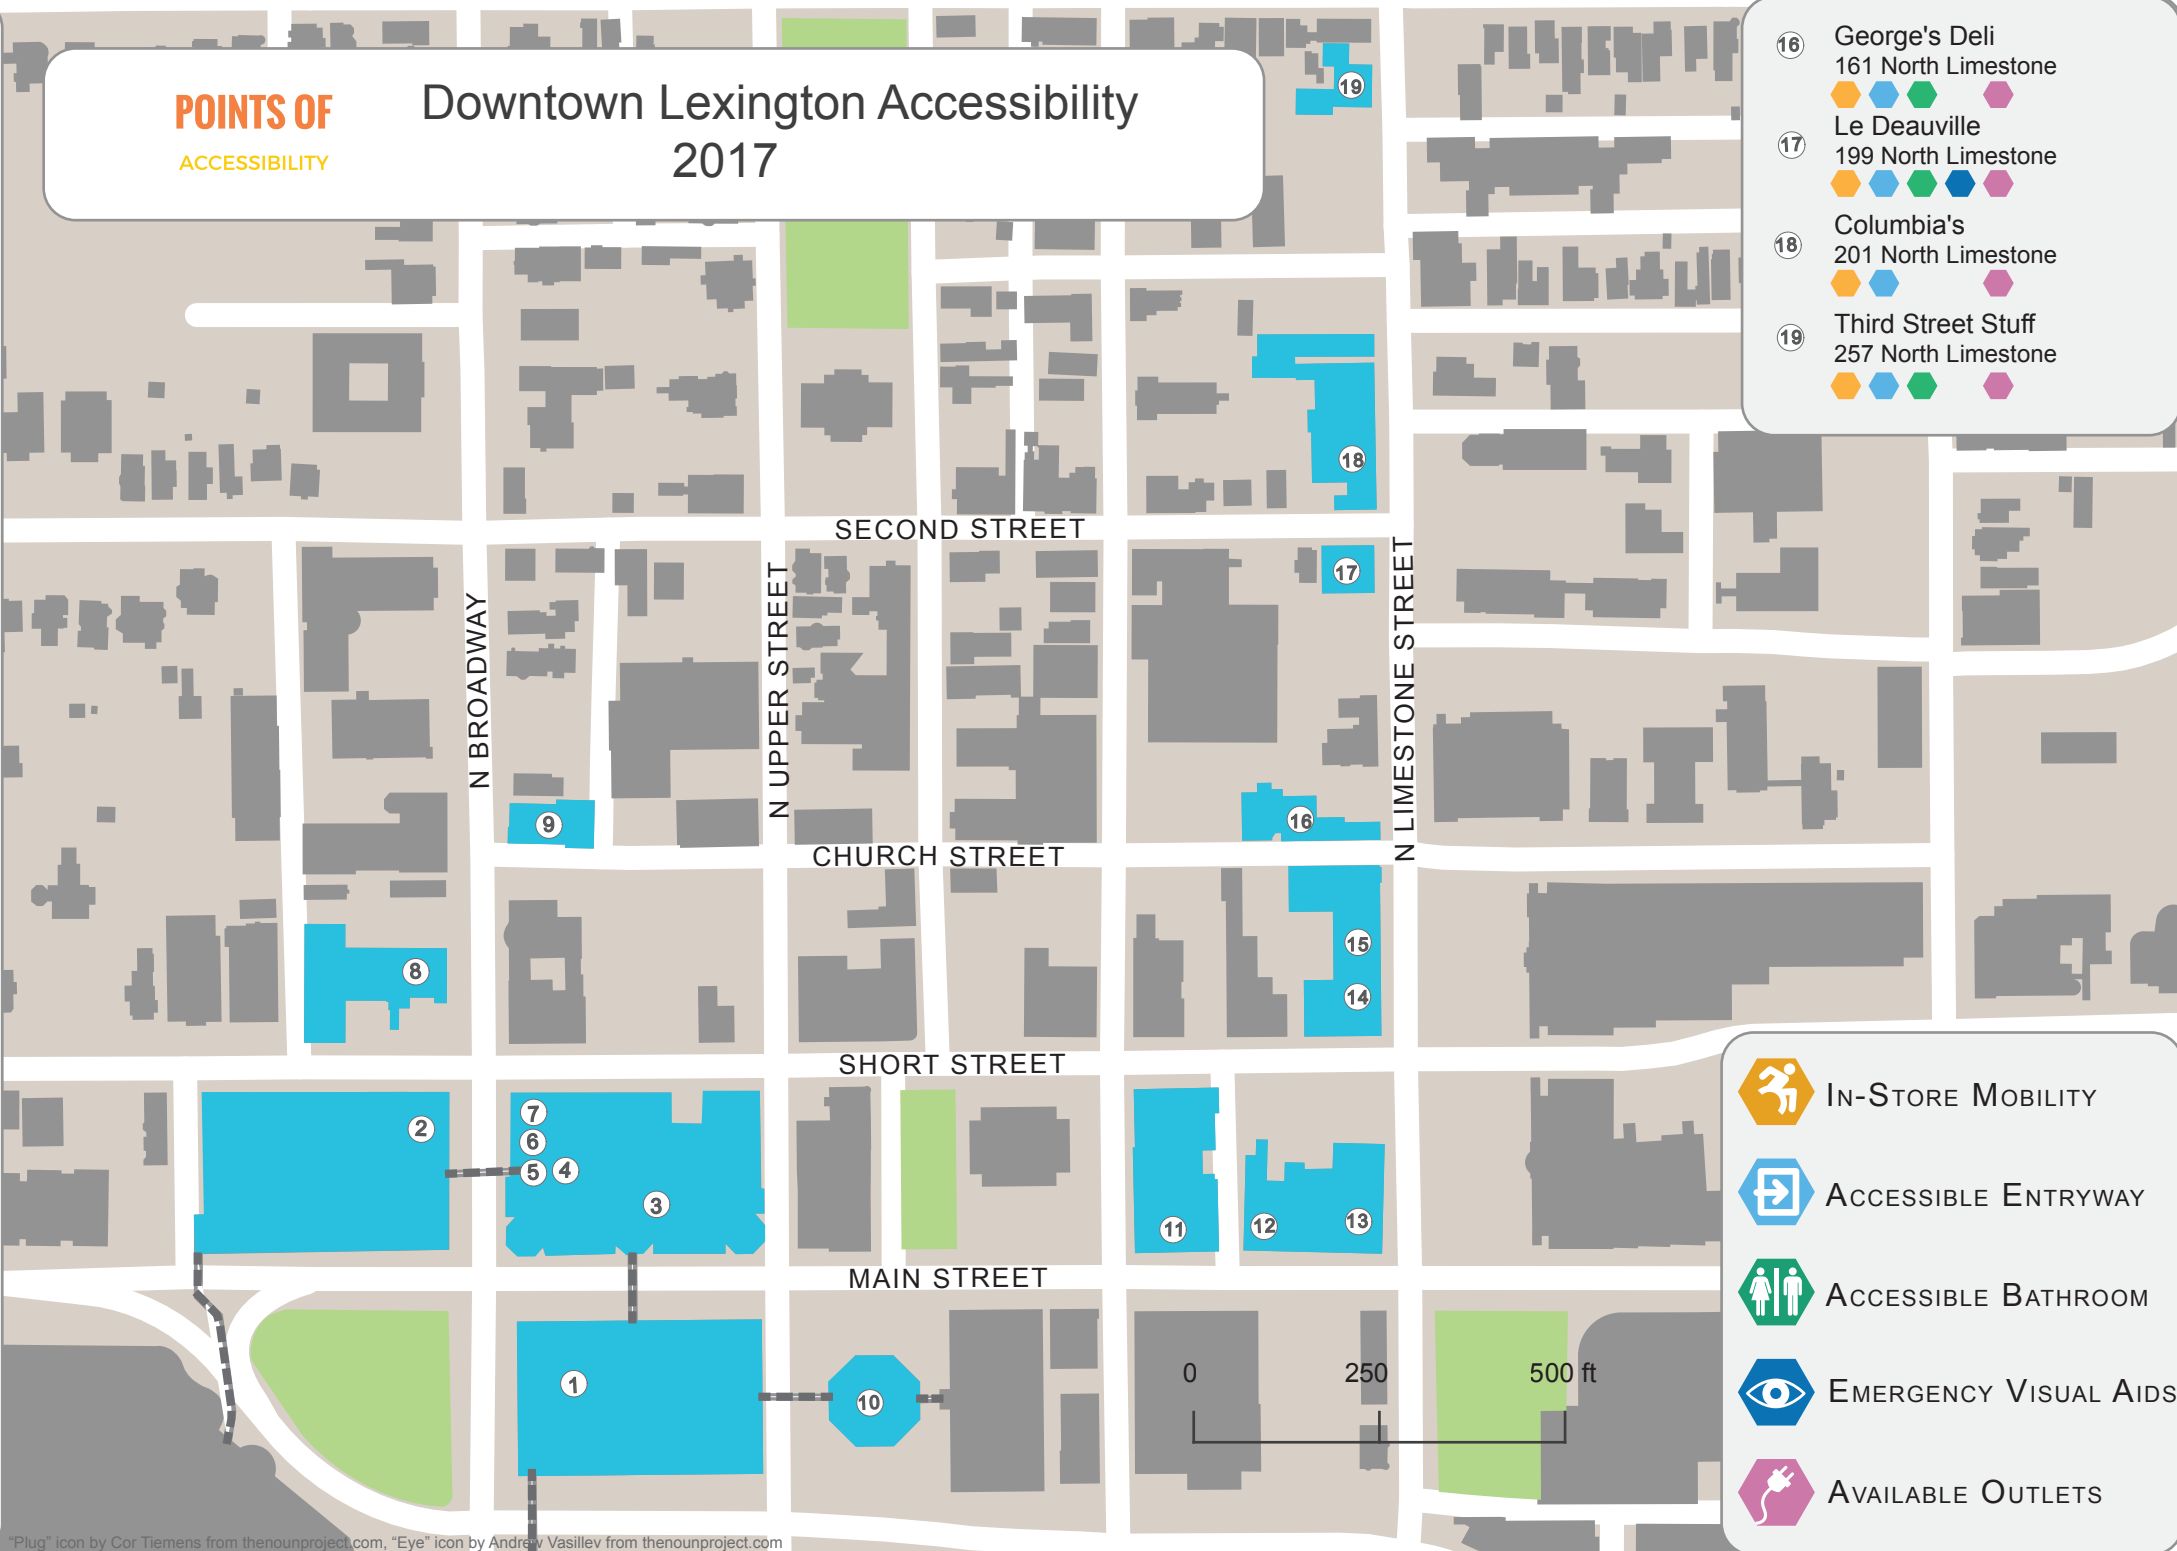 POINTS OF
ACCESSIBILITY
Downtown Lexington Accessibility
2017
16
George's Deli
161 North Limestone
17
Le Deauville
199 North Limestone
18
Columbia's
201 North Limestone
19
Third Street Stuff
257 North Limestone
19
18
SECOND STREET
17
N BROADWAY
N UPPER STREET
N LIMESTONE STREET
9
16
CHURCH STREET
8
15
14
SHORT STREET
7
2
6
5
4
3
11
12
13
MAIN STREET
1
10
0
250
500 ft
IN-STORE MOBILITY
ACCESSIBLE ENTRYWAY
ACCESSIBLE BATHROOM
EMERGENCY VISUAL AIDS
AVAILABLE OUTLETS
“Plug” icon by Cor Tiemens from thenounproject.com, “Eye” icon by Andrew Vasillev from thenounproject.com